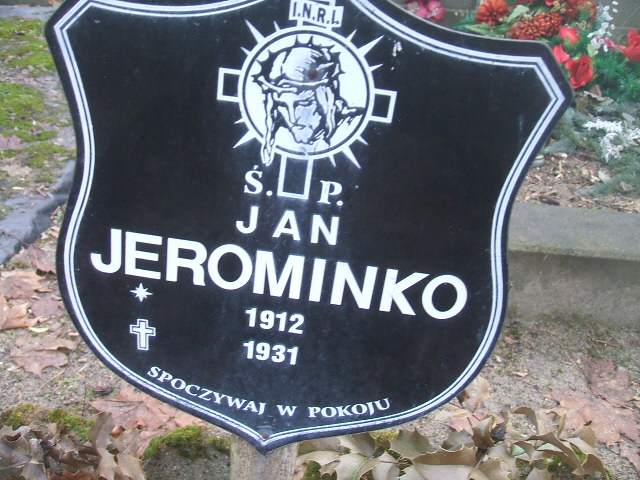 I.N.R.I.
Ś. P.
JAN
JEROMINKO
1912
1931
SPOCZYWAJ W POKOJU